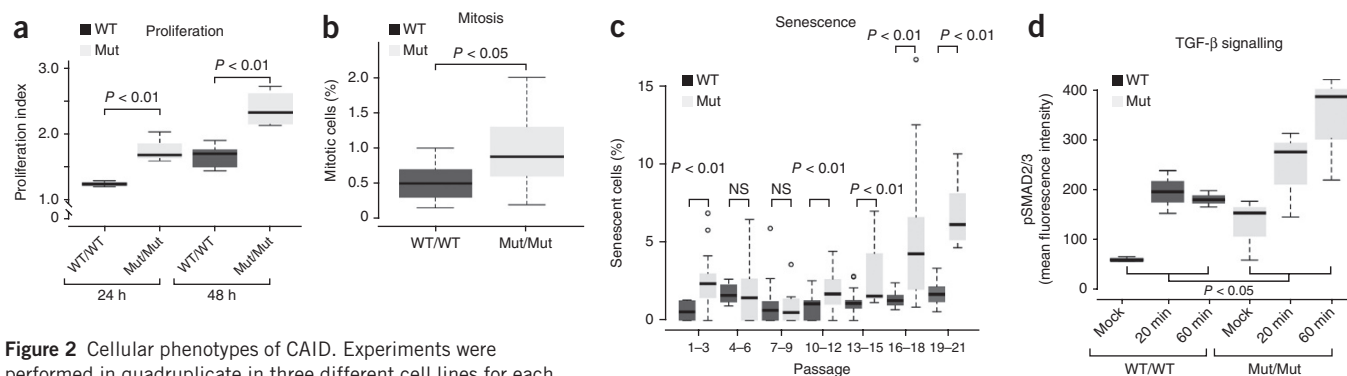 a
Proliferation
WT
Mut
P < 0.01
P < 0.01
Proliferation index
3.0
2.0
1.0
0
WT/WT
Mut/Mut
WT/WT
Mut/Mut
24 h
48 h
b
Mitosis
P < 0.05
Mitotic cells (%)
2.0
1.5
1.0
0.5
0
WT/WT
Mut/Mut
c
Senescence
P < 0.01
P < 0.01
WT
Mut
P < 0.01
NS
NS
P < 0.01
P < 0.01
Senescent cells (%)
15
10
5
0
1–3
4–6
7–9
10–12
13–15
16–18
19–21
Passage
d
TGF-β signalling
WT
Mut
pSMAD2/3
(mean fluorescence intensity)
400
300
200
100
0
P < 0.05
Mock
20 min
60 min
Mock
20 min
60 min
WT/WT
Mut/Mut
Figure 2 Cellular phenotypes of CAID. Experiments were
performed in quadruplicate in three different cell lines for each